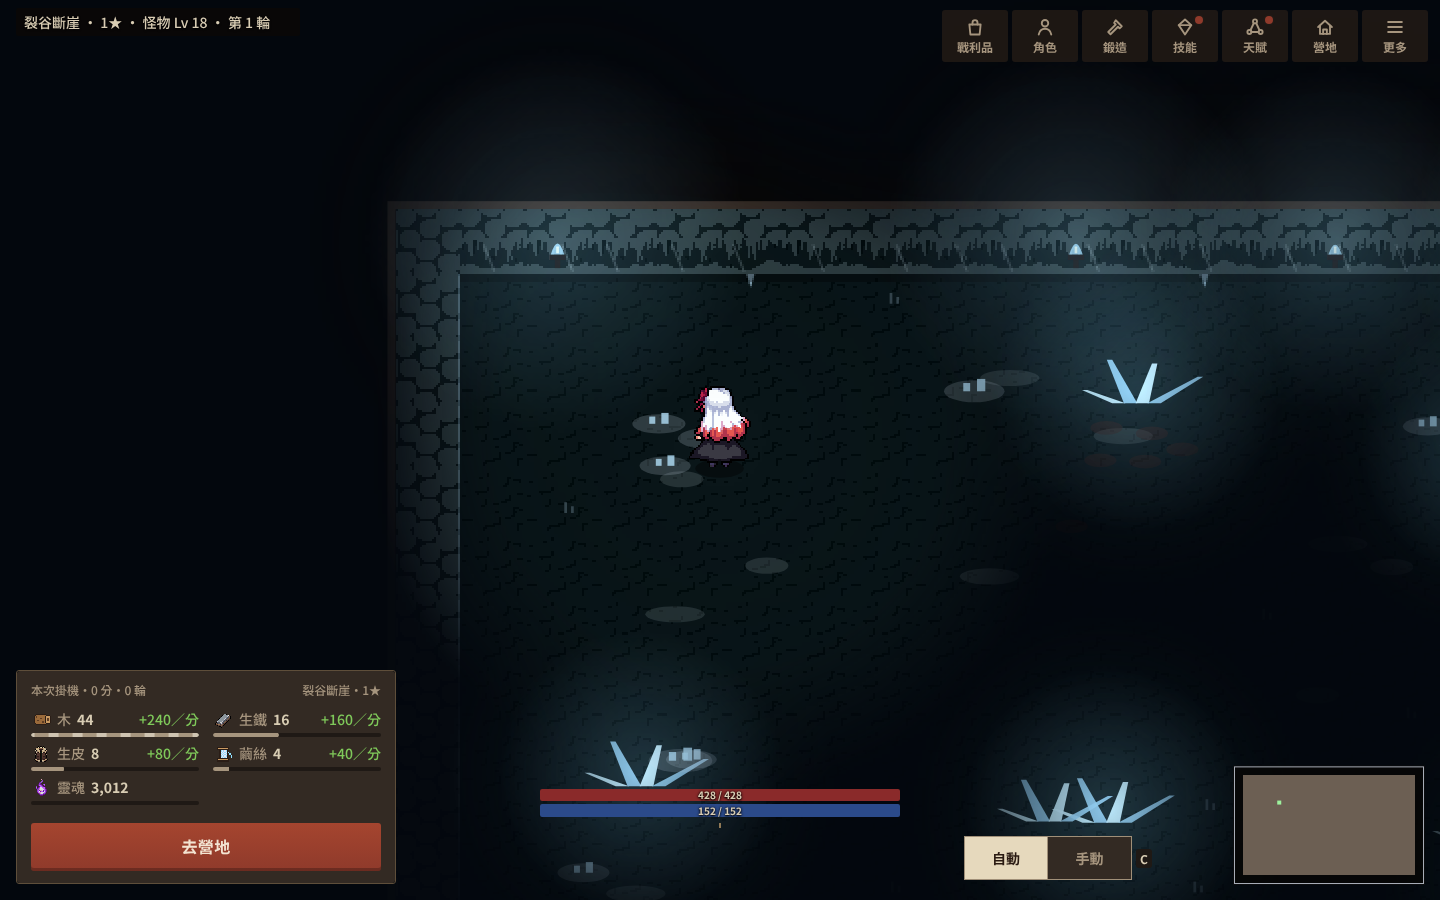 裂谷斷崖 · 1★ · 怪物 Lv 18 · 第 1 輪
戰利品
角色
鍛造
技能
天賦
營地
更多
本次掛機·0 分·0 輪
裂谷斷崖·1★
木 44 +240／分
生鐵 16 +160／分
生皮 8 +80／分
繭絲 4 +40／分
靈魂 3,012
去營地
428 / 428
152 / 152
自動
手動
C